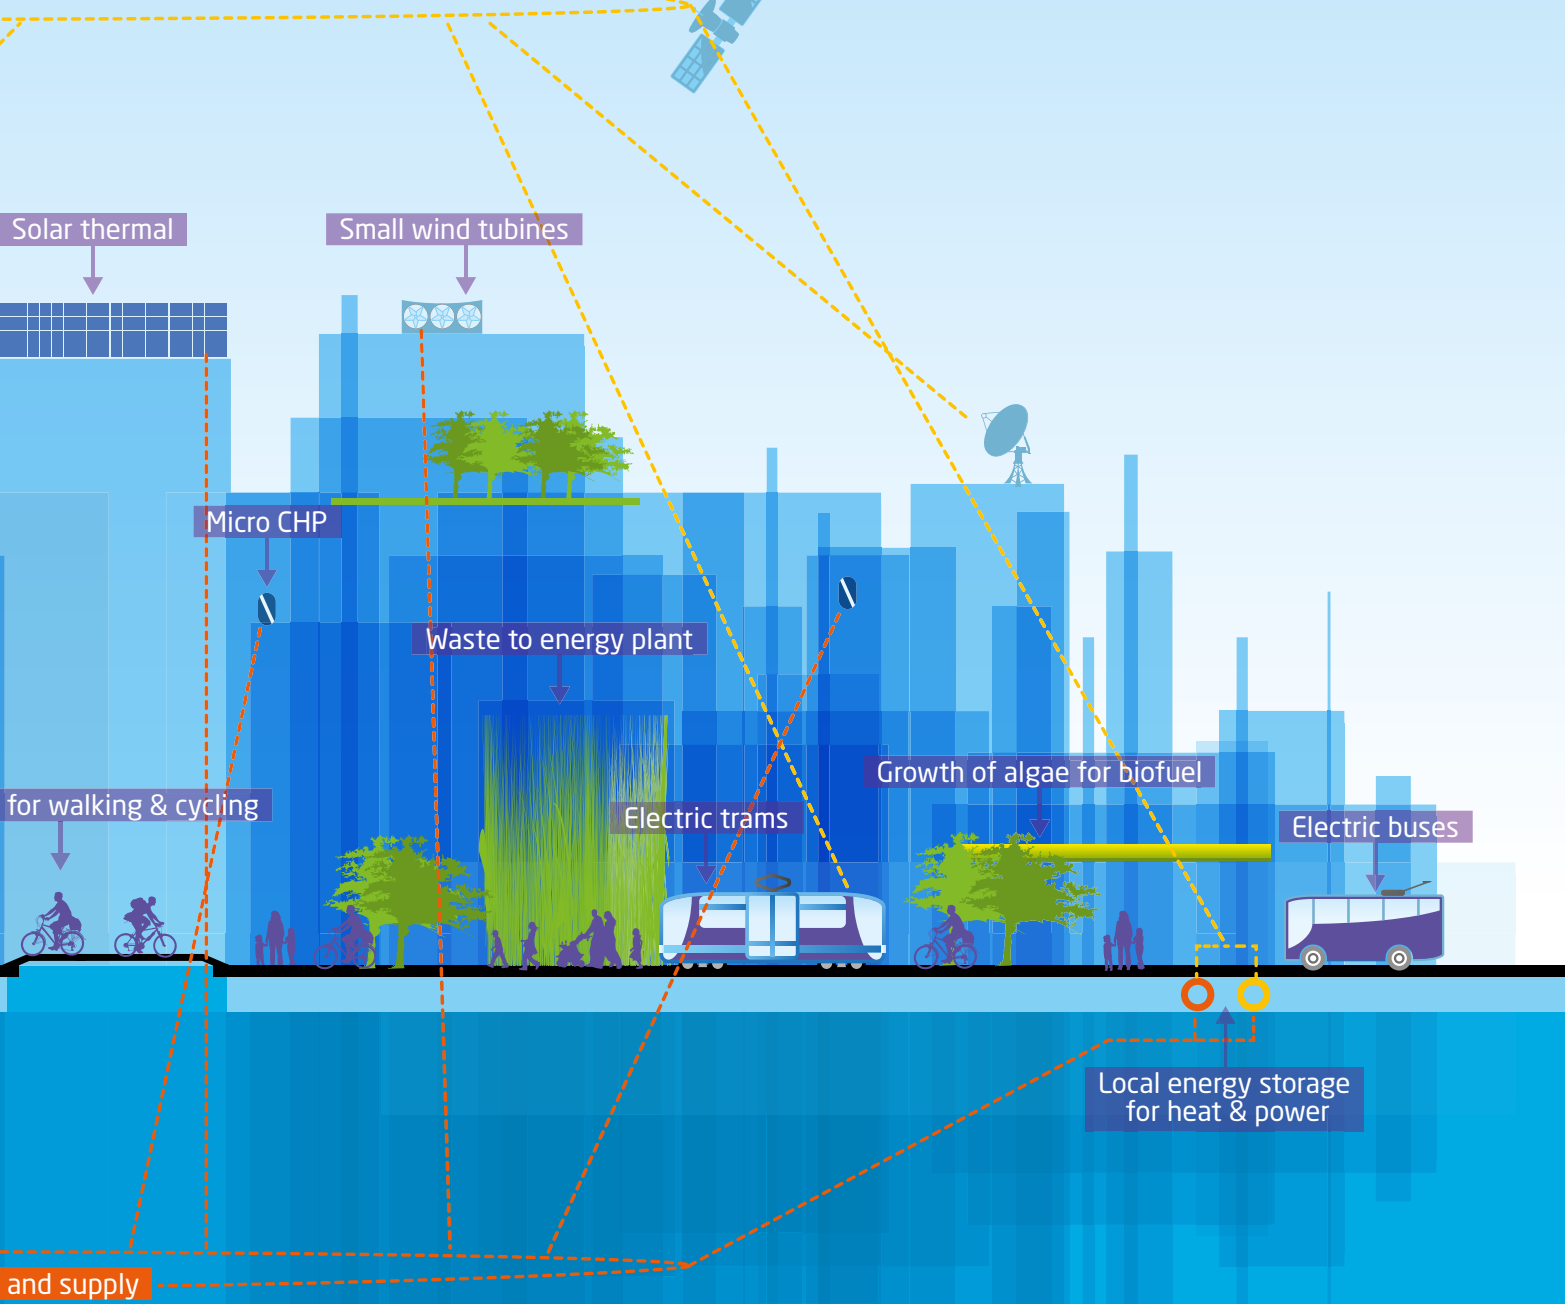 Solar thermal
Small wind tubines
Micro CHP
Waste to energy plant
Growth of algae for biofuel
for walking & cycling
Electric trams
Electric buses
Local energy storage
for heat & power
and supply